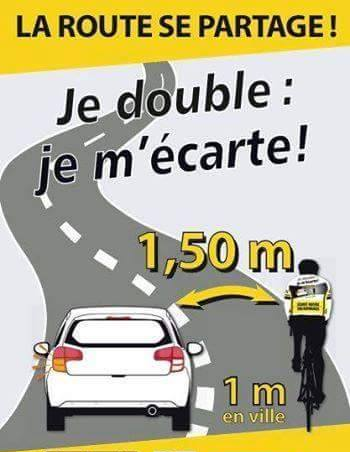 LA ROUTE SE PARTAGE !
Je double :
je m'écarte!
1,50 m
1 m
en ville